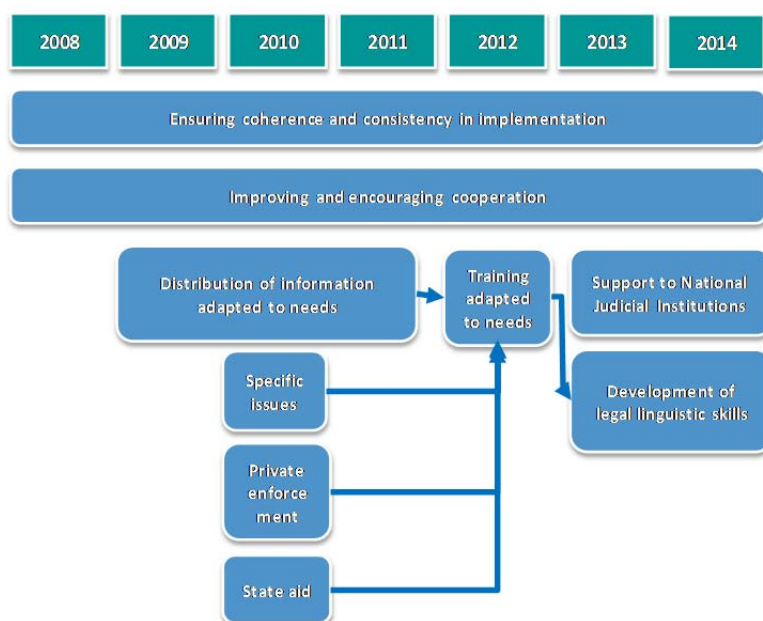 2008
2009
2010
2011
2012
2013
2014
Ensuring coherence and consistency in implementation
Improving and encouraging cooperation
Distribution of information
adapted to needs
Training
adapted
to needs
Support to National
Judicial Institutions
Specific
issues
Development of
legal linguistic skills
Private
enforce
ment
State aid